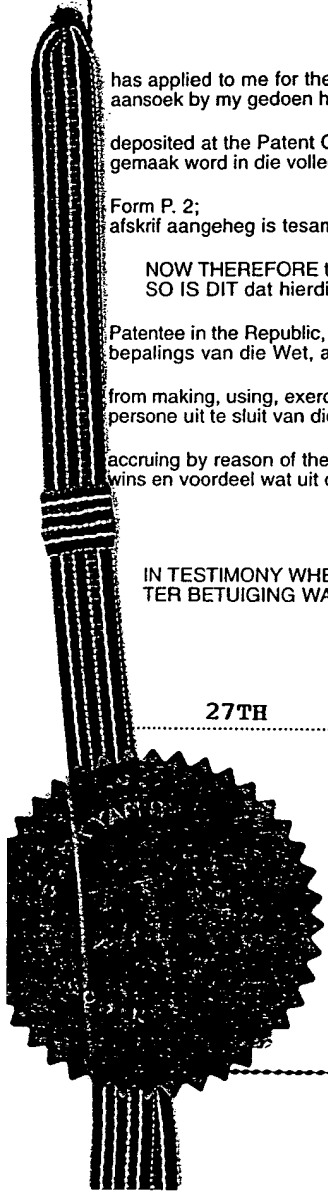 has applied to me for the
aansoek by my gedoen h
deposited at the Patent O
gemaak word in die volle
Form P. 2;
afskrif aangeheg is tesam
NOW THEREFORE t
SO IS DIT dat hierdi
Patentee in the Republic,
bepalings van die Wet, a
from making, using, exerc
persone uit te sluit van die
accruing by reason of the
wins en voordeel wat uit d
IN TESTIMONY WHE
TER BETUIGING WA
27TH